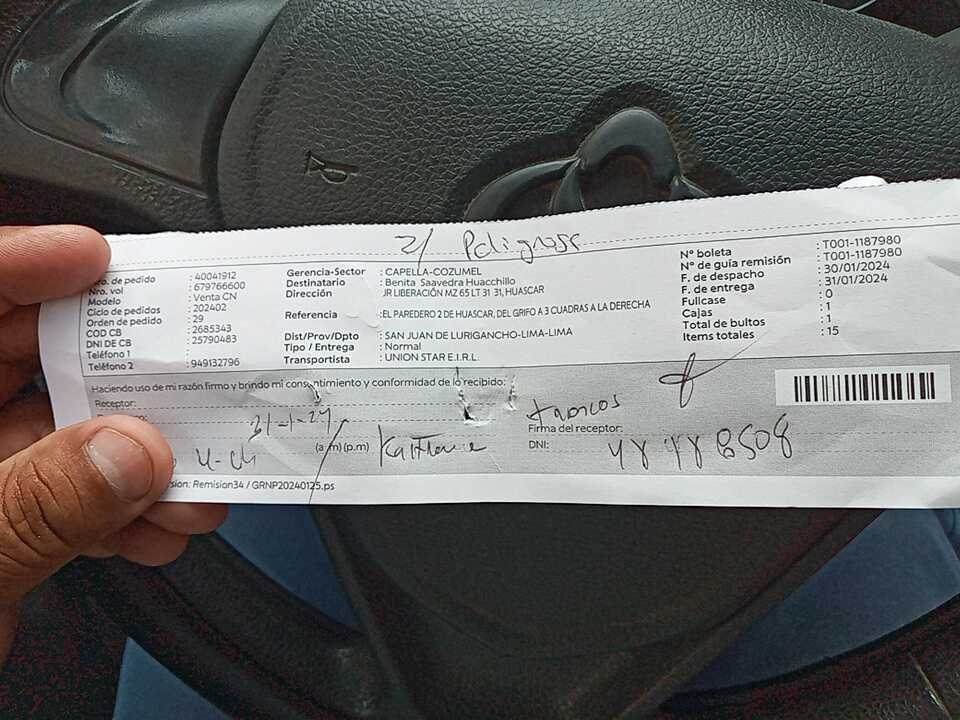 Nro. de pedido : 40041912
Nro. vol : 679766600
Modelo : Venta CN
Ciclo de pedidos : 202402
Orden de pedido : 29
COD CB : 2685343
DNI DE CB : 25790483
Teléfono 1 :
Teléfono 2 : 949132796
Gerencia-Sector : CAPELLA-COZUMEL
Destinatario : Benita Saavedra Huacchillo
Dirección JR LIBERACIÓN MZ 65 LT 31 31, HUASCAR
Referencia : EL PAREDERO 2 DE HUASCAR, DEL GRIFO A 3 CUADRAS A LA DERECHA
Dist/Prov/Dpto : SAN JUAN DE LURIGANCHO-LIMA-LIMA
Tipo / Entrega : Normal
Transportista : UNION STAR E.I.R.L.
N° boleta : T001-1187980
N° de guía remisión : T001-1187980
F. de despacho : 30/01/2024
F. de entrega : 31/01/2024
Fullcase : 0
Cajas : 1
Total de bultos : 1
Items totales : 15
Haciendo uso de mi razón firmo y brindo mi consentimiento y conformidad de lo recibido:
Receptor:
31-1-24
(a.m)(p.m)
Firma del receptor:
DNI:
Remision34 / GRNP20240125.ps